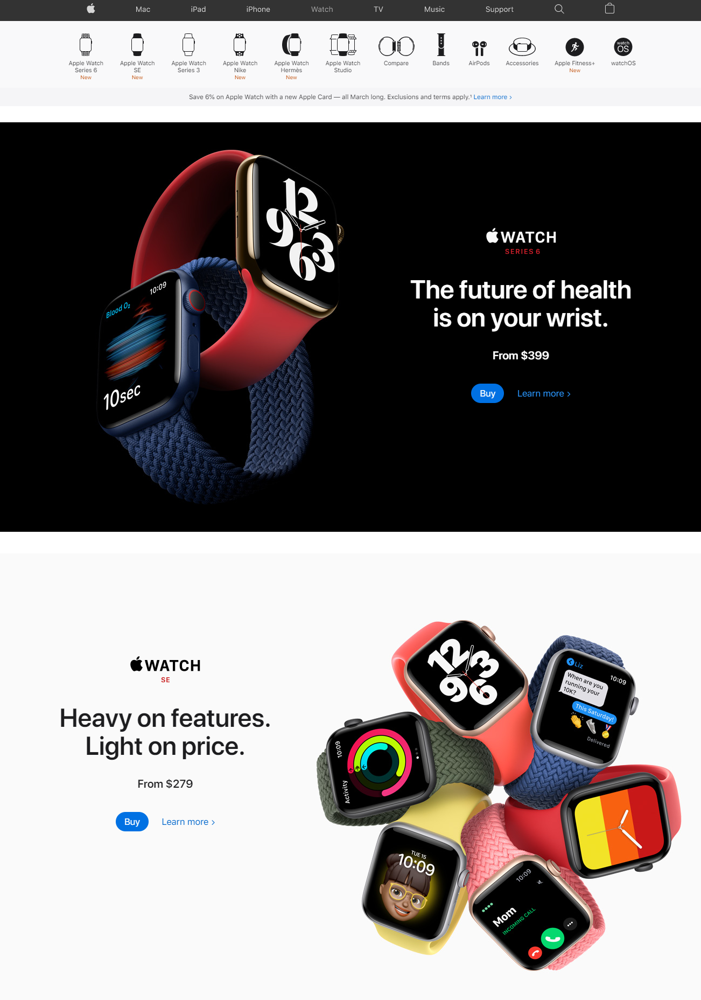 Mac
iPad
iPhone
Watch
TV
Music
Support
Apple Watch
Series 6
New
Apple Watch
SE
New
Apple Watch
Series 3
Apple Watch
Nike
New
Apple Watch
Hermès
New
Apple Watch
Studio
Compare
Bands
AirPods
Accessories
Apple Fitness+
New
watch
OS
watchOS
Save 6% on Apple Watch with a new Apple Card — all March long. Exclusions and terms apply.¹ Learn more >
12
9
3
6
10:09
Blood O₂
10sec
WATCH
SERIES 6
The future of health
is on your wrist.
From $399
Buy
Learn more >
WATCH
SE
Heavy on features.
Light on price.
From $279
Buy
Learn more >
12
3
9
6
Liz
10:09
When are you
running your
10K?
This Saturday!
Delivered
10:09
Activity
TUE 15
10:09
10:09
Mom
INCOMING CALL